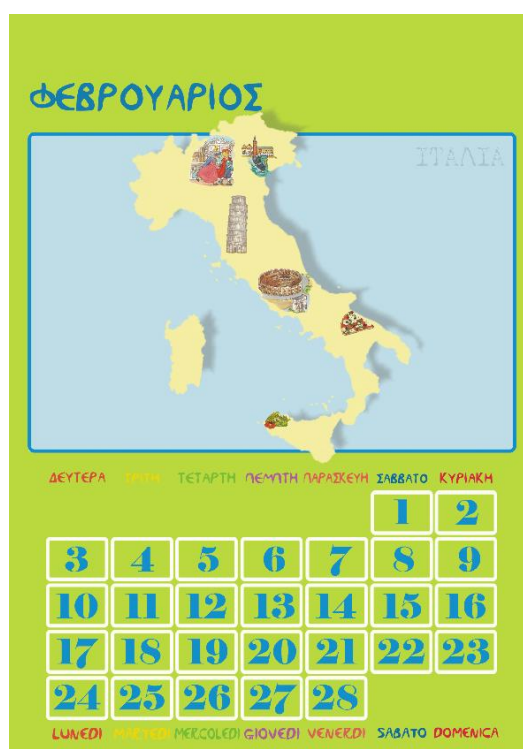 ΦΕΒΡΟΥΑΡΙΟΣ
ΙΤΑΛΙΑ
ΔΕΥΤΕΡΑ ΤΡΙΤΗ ΤΕΤΑΡΤΗ ΠΕΜΠΤΗ ΠΑΡΑΣΚΕΥΗ ΣΑΒΒΑΤΟ ΚΥΡΙΑΚΗ
1 2
3 4 5 6 7 8 9
10 11 12 13 14 15 16
17 18 19 20 21 22 23
24 25 26 27 28
LUNEDI MARTEDI MERCOLEDI GIOVEDI VENERDI SABATO DOMENICA